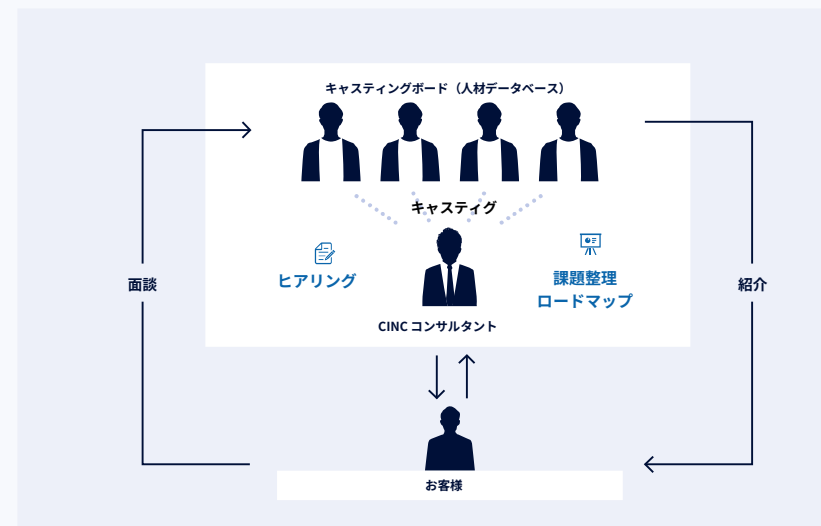 キャスティングボード（人材データベース）
キャスティグ
ヒアリング
課題整理
ロードマップ
面談
紹介
CINC コンサルタント
お客様